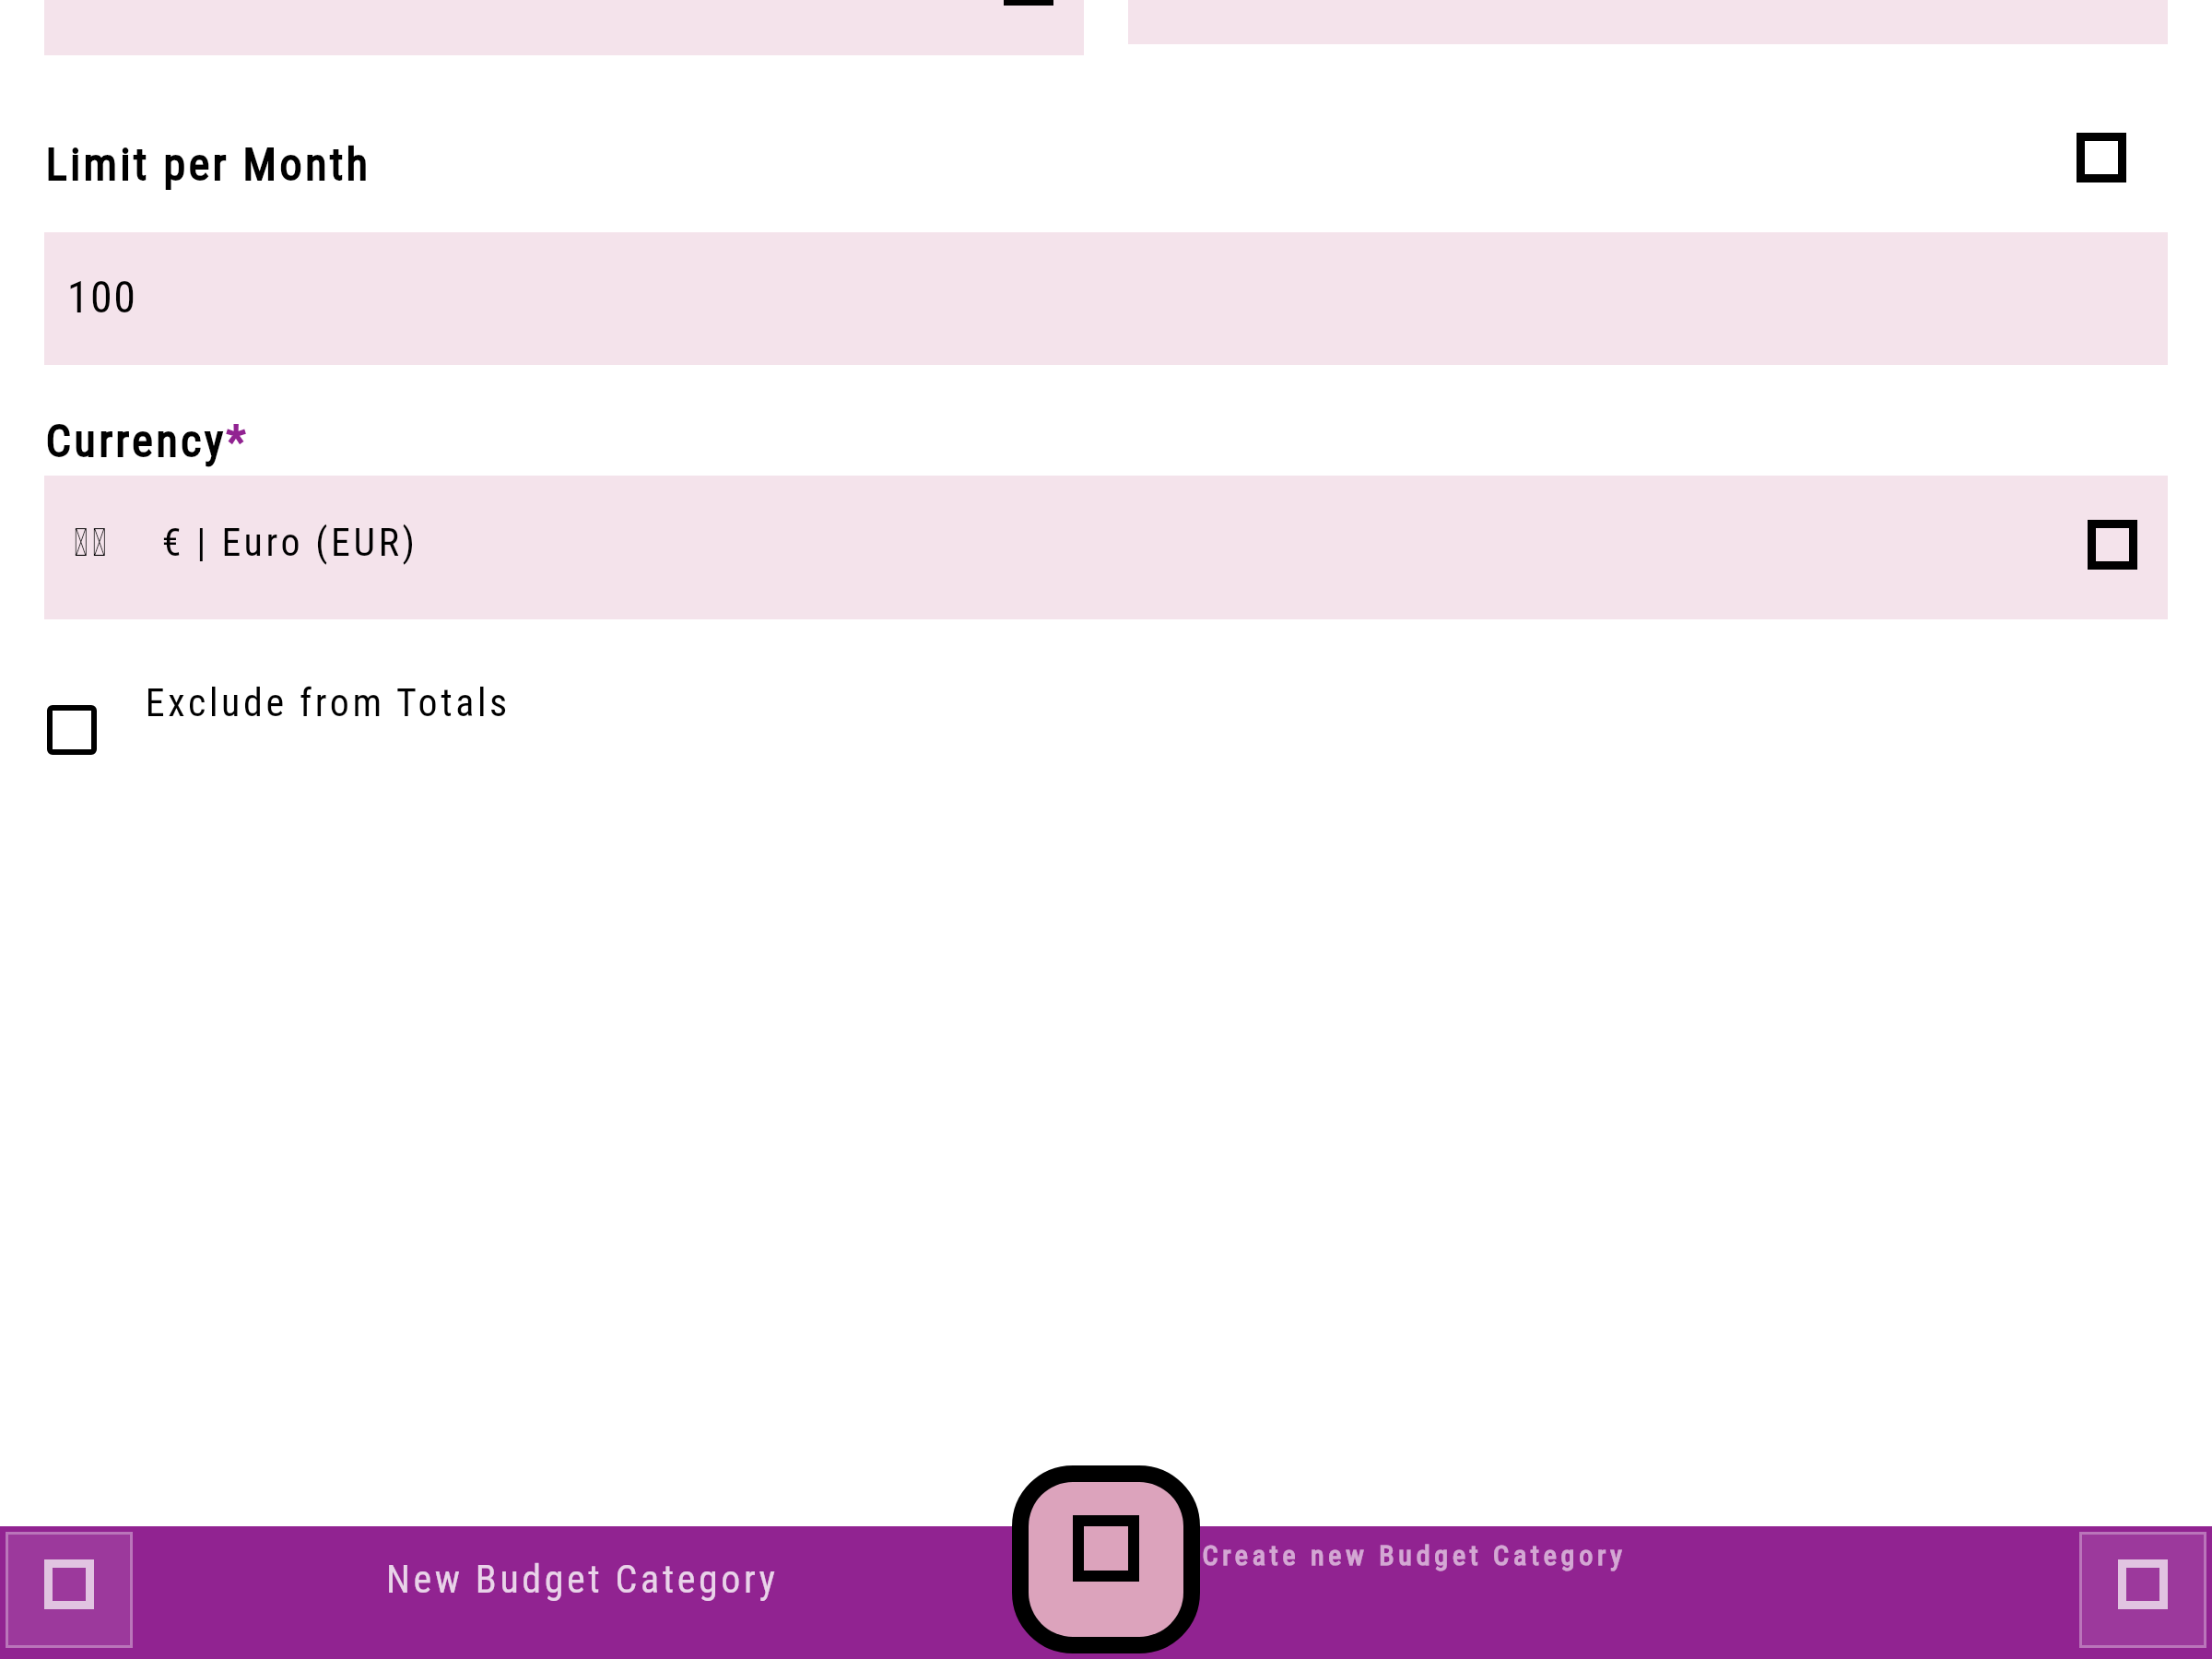 Limit per Month
100
Currency*
€ | Euro (EUR)
Exclude from Totals
New Budget Category
Create new Budget Category